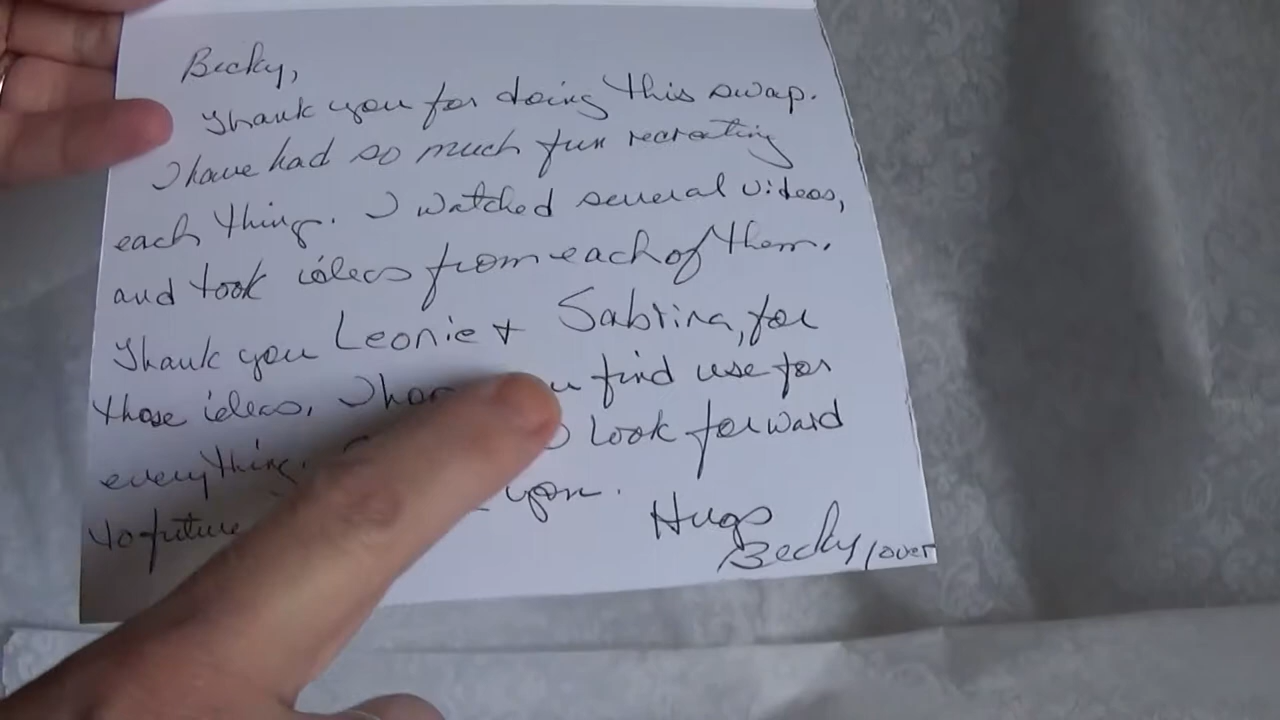 Becky,
Thank you for doing this swap.
I have had so much fun recreating
each thing. I watched several videos,
and took ideas from each of them.
Thank you Leonie + Sabrina, for
those ideas. I find use for
everything. look forward
to future you.
Hugs
Becky /over